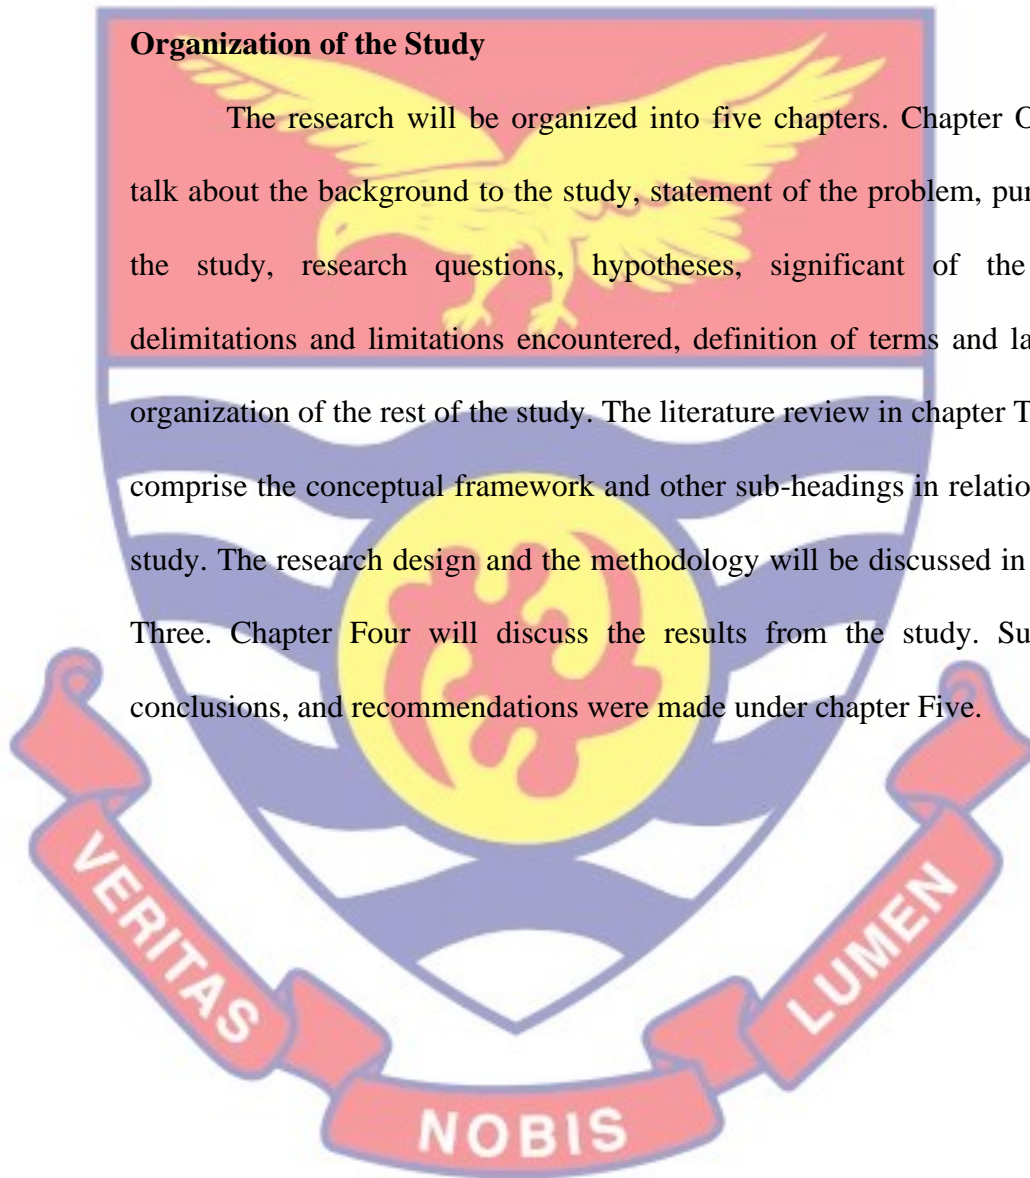 Organization of the Study
The research will be organized into five chapters. Chapter
talk about the background to the study, statement of the problem,
the study, research questions, hypotheses, significant of the
delimitations and limitations encountered, definition of terms and
organization of the rest of the study. The literature review in chapter
comprise the conceptual framework and other sub-headings in
study. The research design and the methodology will be discussed in
Three. Chapter Four will discuss the results from the study.
conclusions, and recommendations were made under chapter Five.
VERITAS
NOBIS
LUMEN